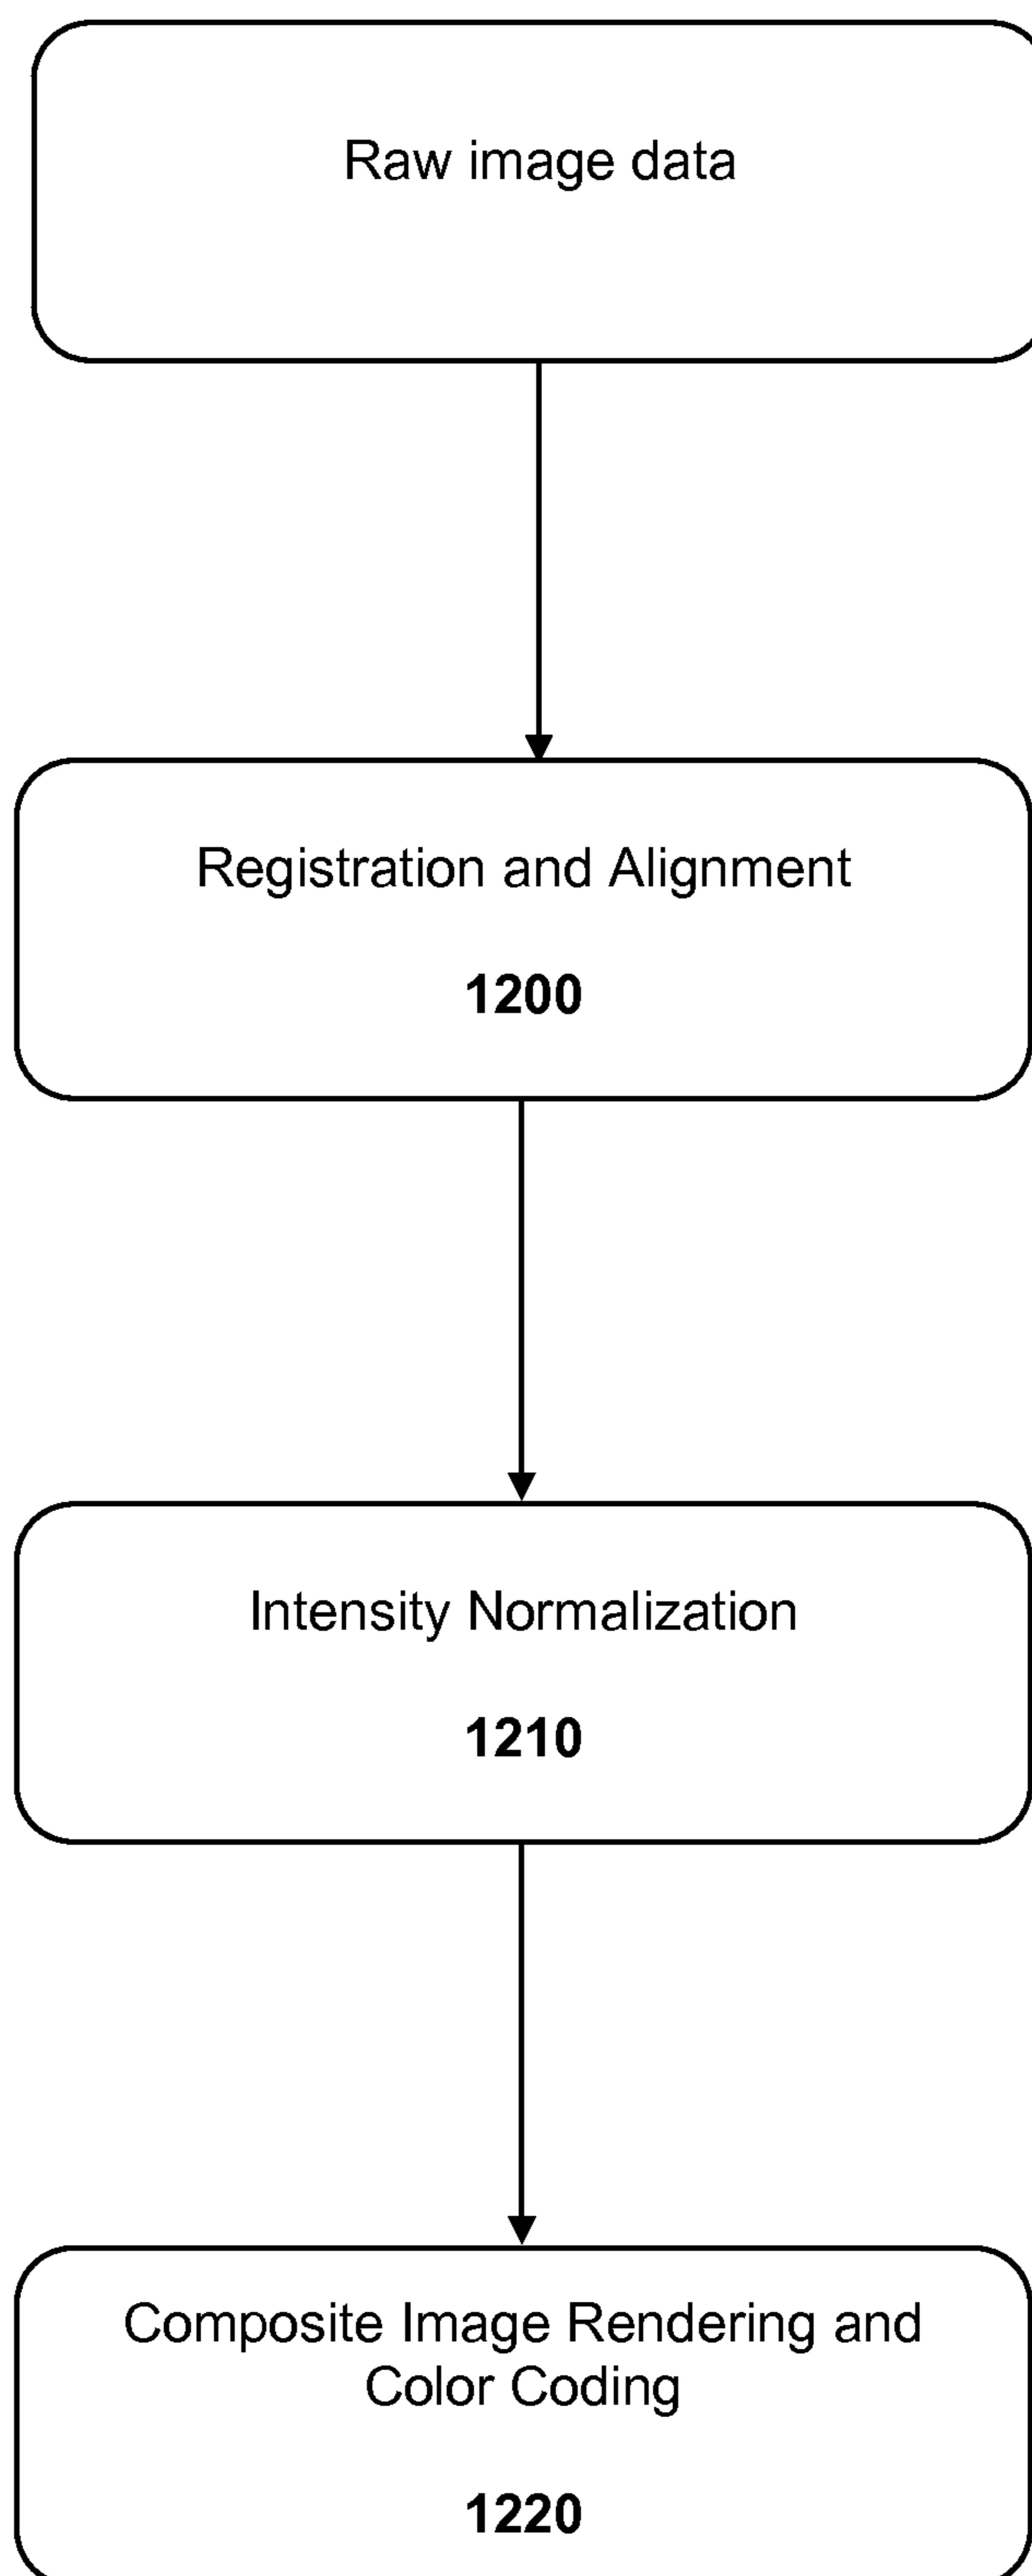 Raw image data
Registration and Alignment
1200
Intensity Normalization
1210
Composite Image Rendering and
Color Coding
1220